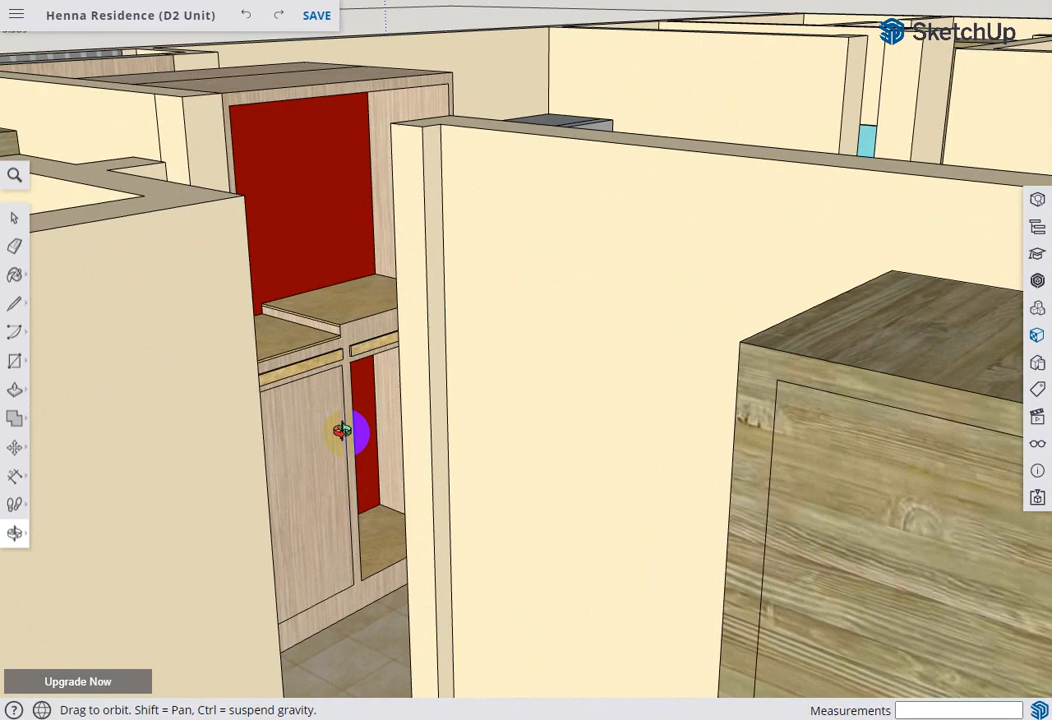 Henna Residence (D2 Unit)
SAVE
SketchUp
Upgrade Now
Drag to orbit. Shift = Pan, Ctrl = suspend gravity.
Measurements